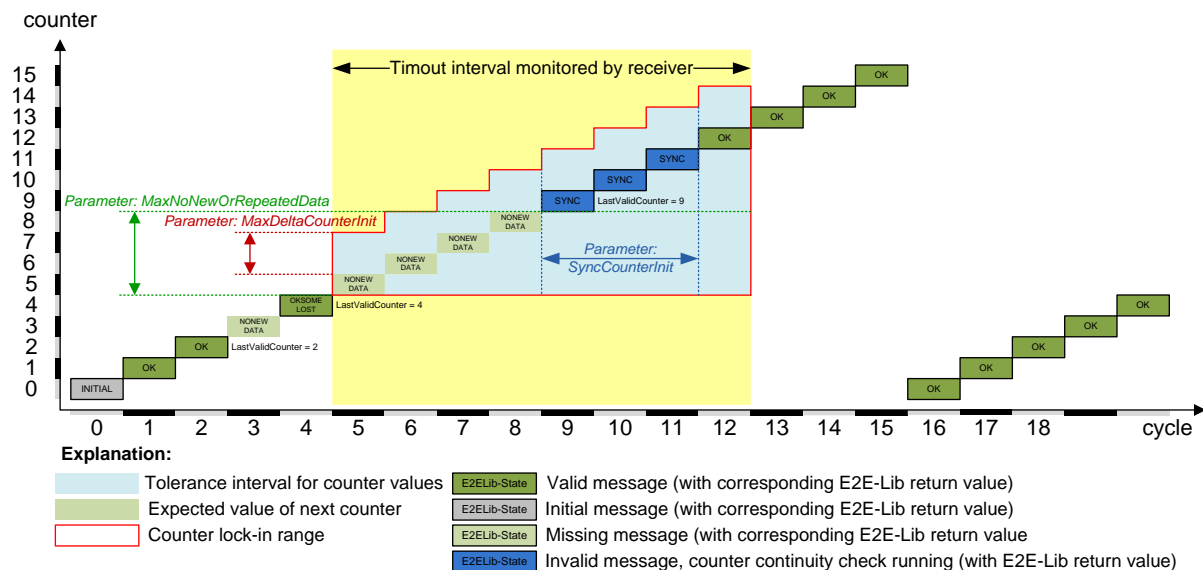 counter
15
14
13
12
11
10
9
8
7
6
5
4
3
2
1
0
Timout interval monitored by receiver
OK
OK
OK
OK
SYNC
SYNC
SYNC
LastValidCounter = 9
Parameter: MaxNoNewOrRepeatedData
Parameter: MaxDeltaCounterInit
NONEW
DATA
NONEW
DATA
NONEW
DATA
NONEW
DATA
Parameter:
SyncCounterInit
OKSOME
LOST
LastValidCounter = 4
NONEW
DATA
OK
LastValidCounter = 2
OK
INITIAL
OK
OK
OK
OK
OK
0 1 2 3 4 5 6 7 8 9 10 11 12 13 14 15 16 17 18 cycle
Explanation:
Tolerance interval for counter values
Expected value of next counter
Counter lock-in range
E2ELib-State Valid message (with corresponding E2E-Lib return value)
E2ELib-State Initial message (with corresponding E2E-Lib return value)
E2ELib-State Missing message (with corresponding E2E-Lib return value
E2ELib-State Invalid message, counter continuity check running (with E2E-Lib return value)